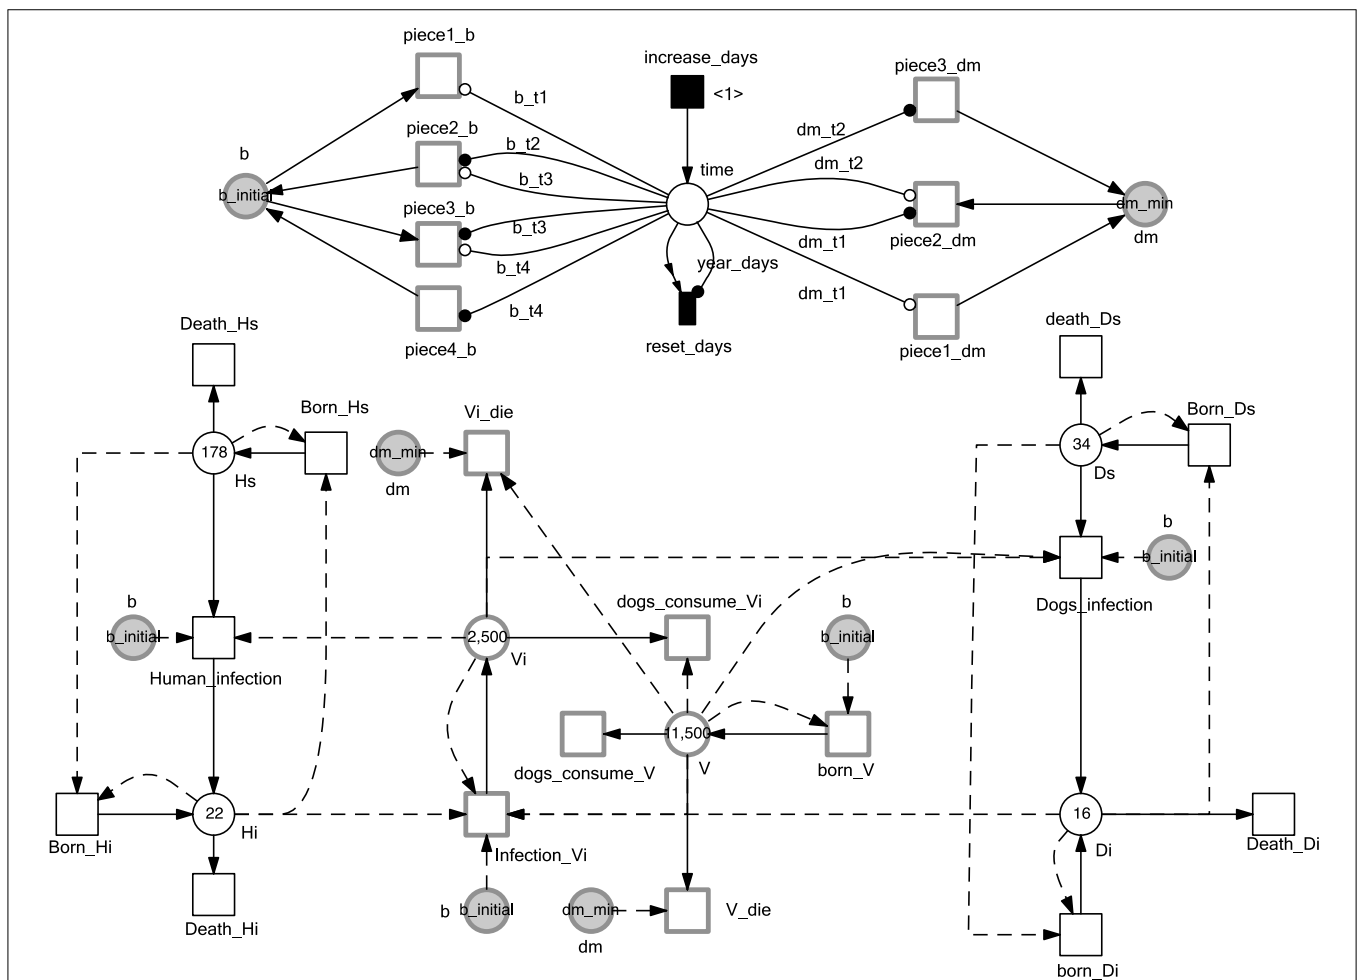 piece1_b
increase_days
piece3_dm
<1>
b_t1
piece2_b
dm_t2
b_t2
b
time
dm_t2
b_t3
b_initial
piece3_b
dm_min
b_t3
piece2_dm
dm
dm_t1
b_t4
year_days
dm_t1
b_t4
Death_Hs
piece4_b
reset_days
piece1_dm
death_Ds
Born_Hs
Vi_die
Born_Ds
178
dm_min
34
Hs
dm
Ds
b
b_initial
b
dogs_consume_Vi
b
Dogs_infection
b_initial
2,500
b_initial
Vi
Human_infection
11,500
dogs_consume_V
V
born_V
22
16
Born_Hi
Hi
Infection_Vi
Di
Death_Di
b
b_initial
dm_min
V_die
Death_Hi
dm
born_Di